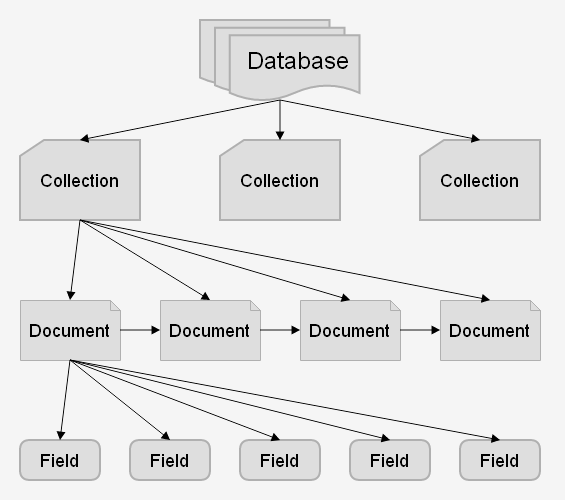 Database
Collection
Collection
Collection
Document
Document
Document
Document
Field
Field
Field
Field
Field